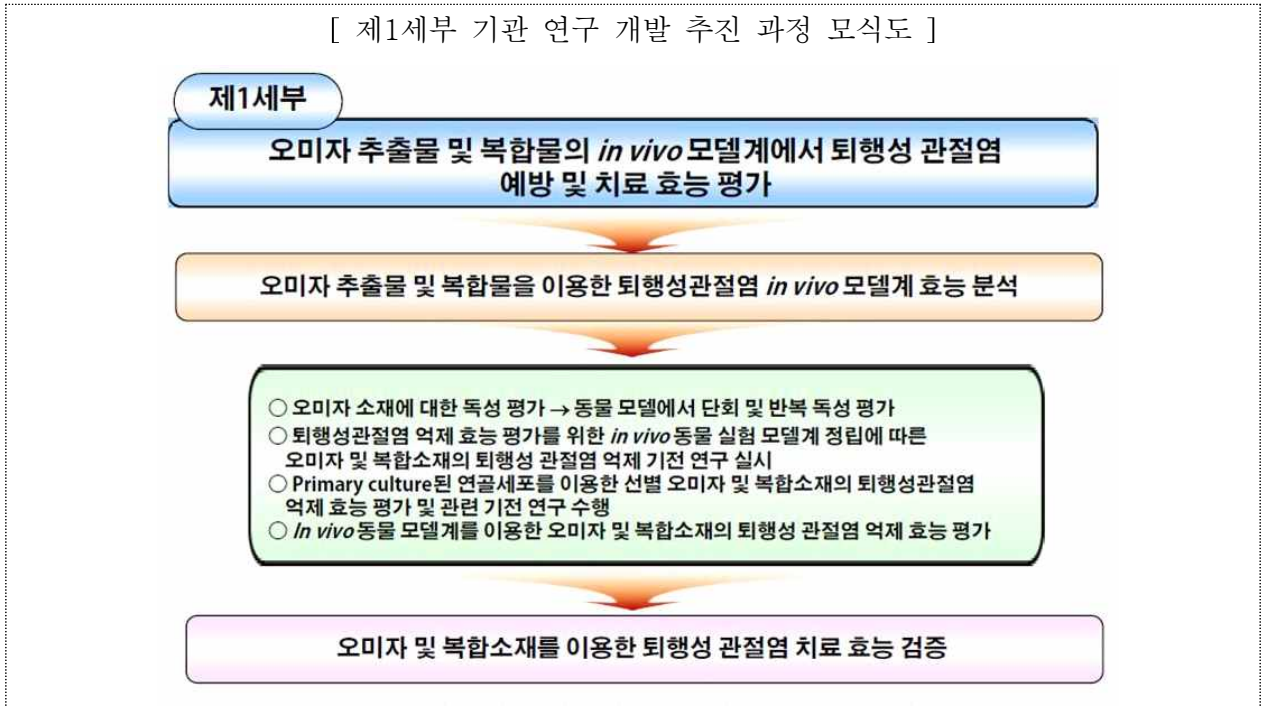 [ 제1세부 기관 연구 개발 추진 과정 모식도 ]
제1세부
오미자 추출물 및 복합물의 in vivo 모델계에서 퇴행성 관절염
예방 및 치료 효능 평가
오미자 추출물 및 복합물을 이용한 퇴행성관절염 in vivo 모델계 효능 분석
○ 오미자 소재에 대한 독성 평가 → 동물 모델에서 단회 및 반복 독성 평가
○ 퇴행성관절염 억제 효능 평가를 위한 in vivo 동물 실험 모델계 정립에 따른
오미자 및 복합소재의 퇴행성 관절염 억제 기전 연구 실시
○ Primary culture된 연골세포를 이용한 선별 오미자 및 복합소재의 퇴행성관절염
억제 효능 평가 및 관련 기전 연구 수행
○ In vivo 동물 모델계를 이용한 오미자 및 복합소재의 퇴행성 관절염 억제 효능 평가
오미자 및 복합소재를 이용한 퇴행성 관절염 치료 효능 검증